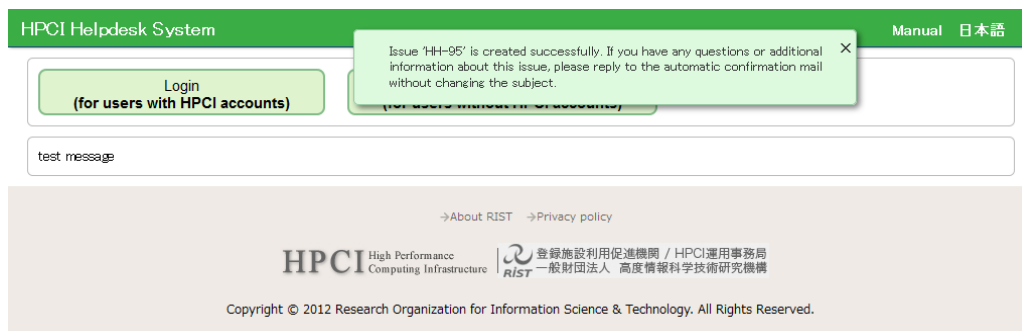 HPCI Helpdesk System
Manual 日本語
Issue 'HH-95' is created successfully. If you have any questions or additional
information about this issue, please reply to the automatic confirmation mail
without changing the subject.
×
Login
(for users with HPCI accounts)
(for users without HPCI accounts)
test message
→About RIST →Privacy policy
HPCI High Performance
Computing Infrastructure
RIST
登録施設利用促進機関 / HPCI運用事務局
一般財団法人 高度情報科学技術研究機構
Copyright © 2012 Research Organization for Information Science & Technology. All Rights Reserved.